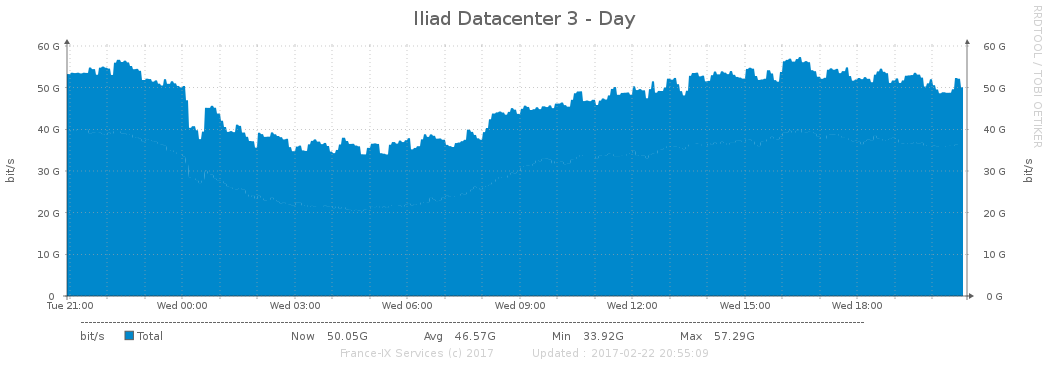 Iliad Datacenter 3 - Day
RRDTOOL / TOBI OETIKER
60 G 60 G
50 G 50 G
40 G 40 G
30 G 30 G
20 G 20 G
10 G 10 G
0 0 G
bit/s bit/s
Tue 21:00 Wed 00:00 Wed 03:00 Wed 06:00 Wed 09:00 Wed 12:00 Wed 15:00 Wed 18:00
bit/s Total Now 50.05G Avg 46.57G Min 33.92G Max 57.29G
France-IX Services (c) 2017 Updated : 2017-02-22 20:55:09